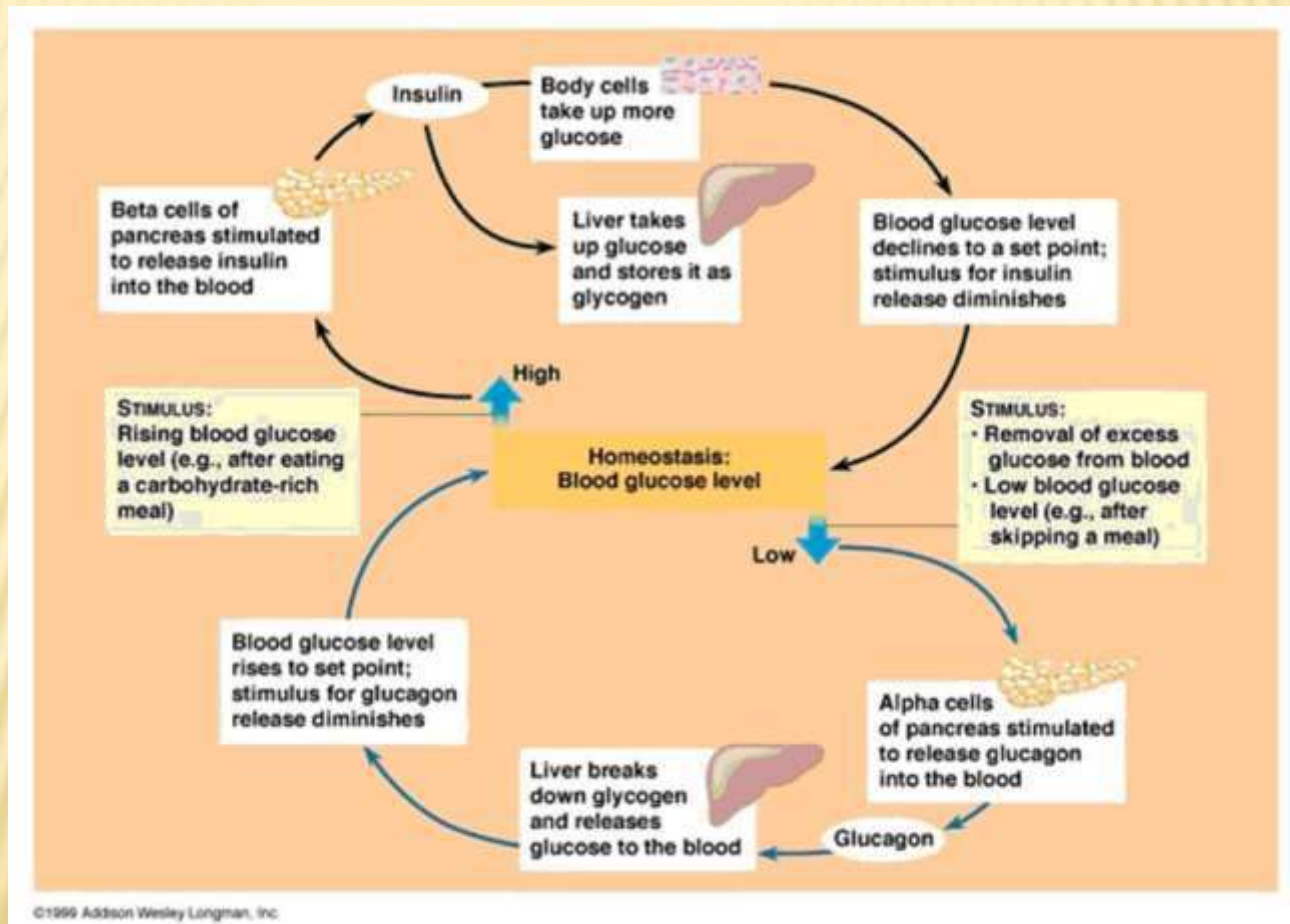 Insulin
Body cells
take up more
glucose
Beta cells of
pancreas stimulated
to release insulin
into the blood
Liver takes
up glucose
and stores it as
glycogen
Blood glucose level
declines to a set point;
stimulus for insulin
release diminishes
High
STIMULUS:
Rising blood glucose
level (e.g., after eating
a carbohydrate-rich
meal)
Homeostasis:
Blood glucose level
STIMULUS:
• Removal of excess
glucose from blood
• Low blood glucose
level (e.g., after
skipping a meal)
Low
Blood glucose level
rises to set point;
stimulus for glucagon
release diminishes
Alpha cells
of pancreas stimulated
to release glucagon
into the blood
Liver breaks
down glycogen
and releases
glucose to the blood
Glucagon
©1999 Addison Wesley Longman, Inc.